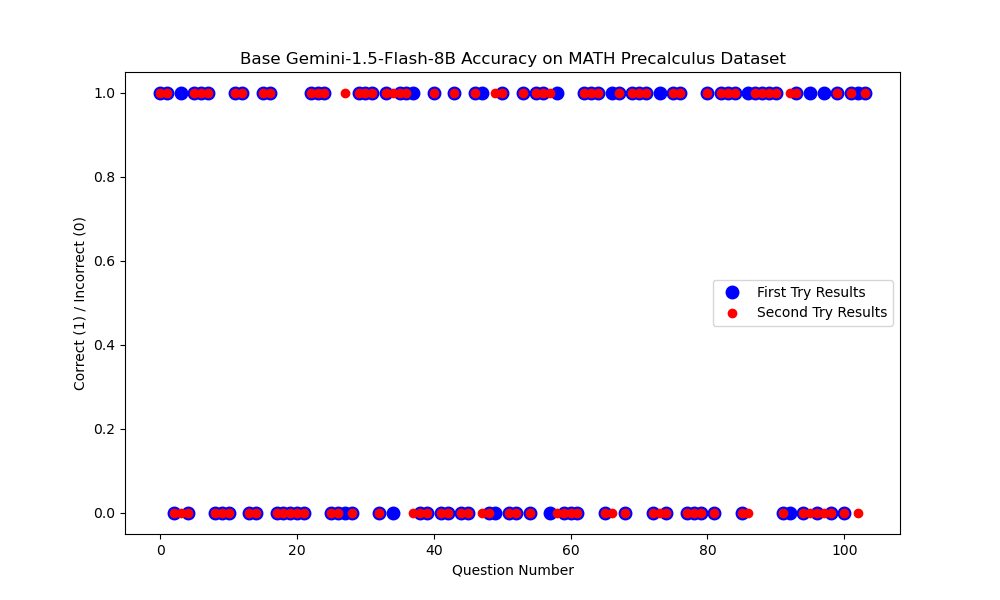 Base Gemini-1.5-Flash-8B Accuracy on MATH Precalculus Dataset
1.0
0.8
0.6
0.4
0.2
0.0
Correct (1) / Incorrect (0)
First Try Results
Second Try Results
0 20 40 60 80 100
Question Number